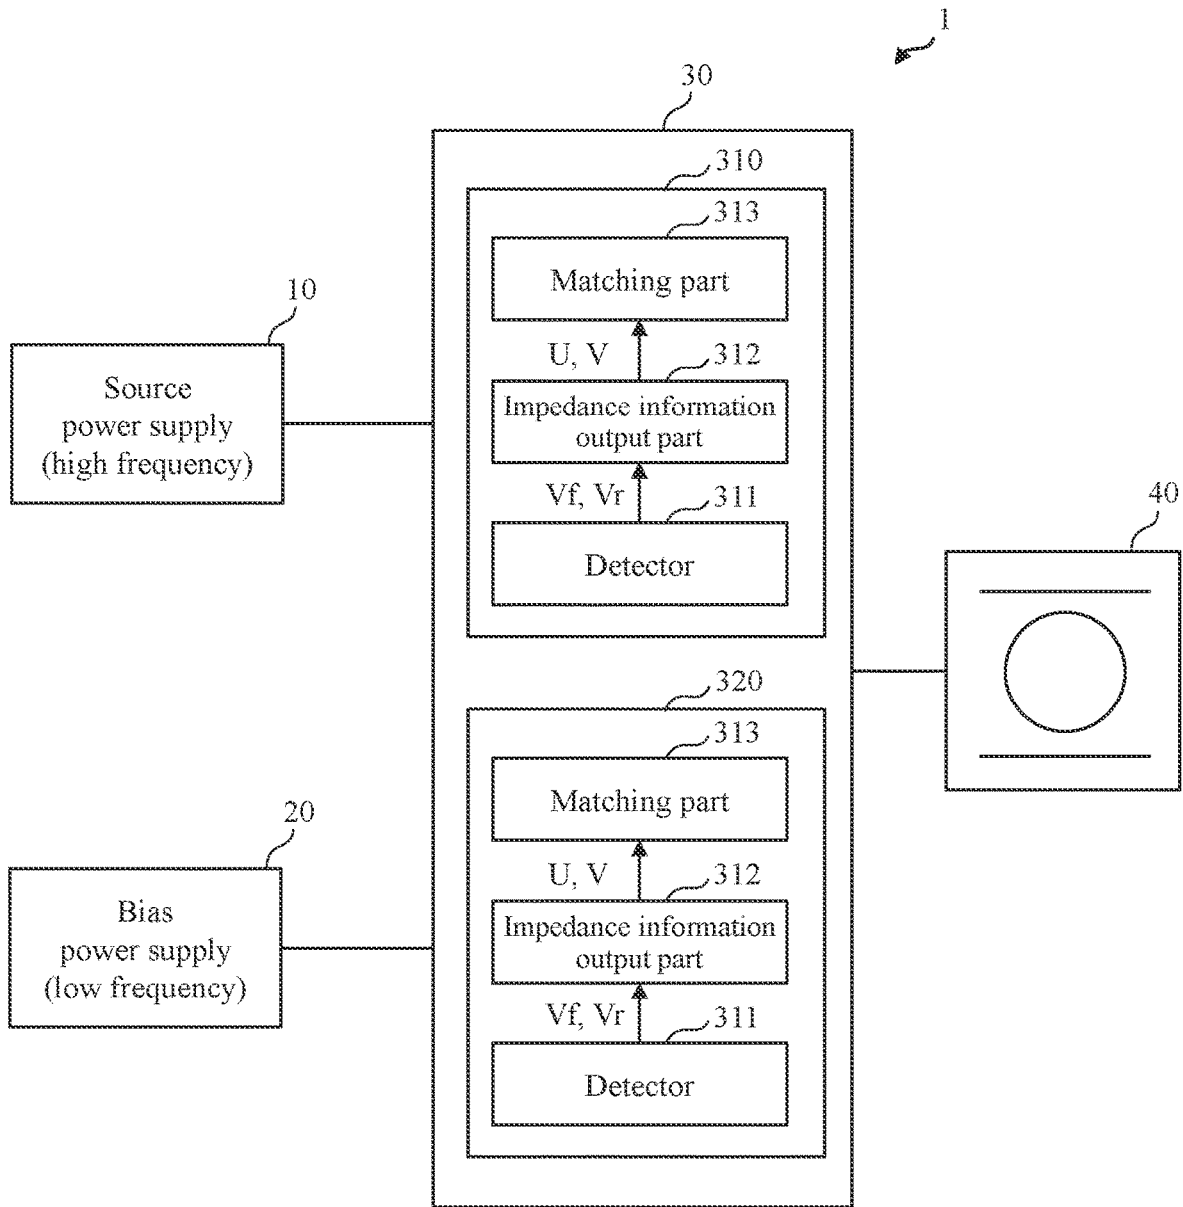 1
30
310
313
Matching part
U, V
312
Impedance information
output part
Vf, Vr
311
Detector
10
Source
power supply
(high frequency)
40
320
313
Matching part
U, V
312
Impedance information
output part
Vf, Vr
311
Detector
20
Bias
power supply
(low frequency)